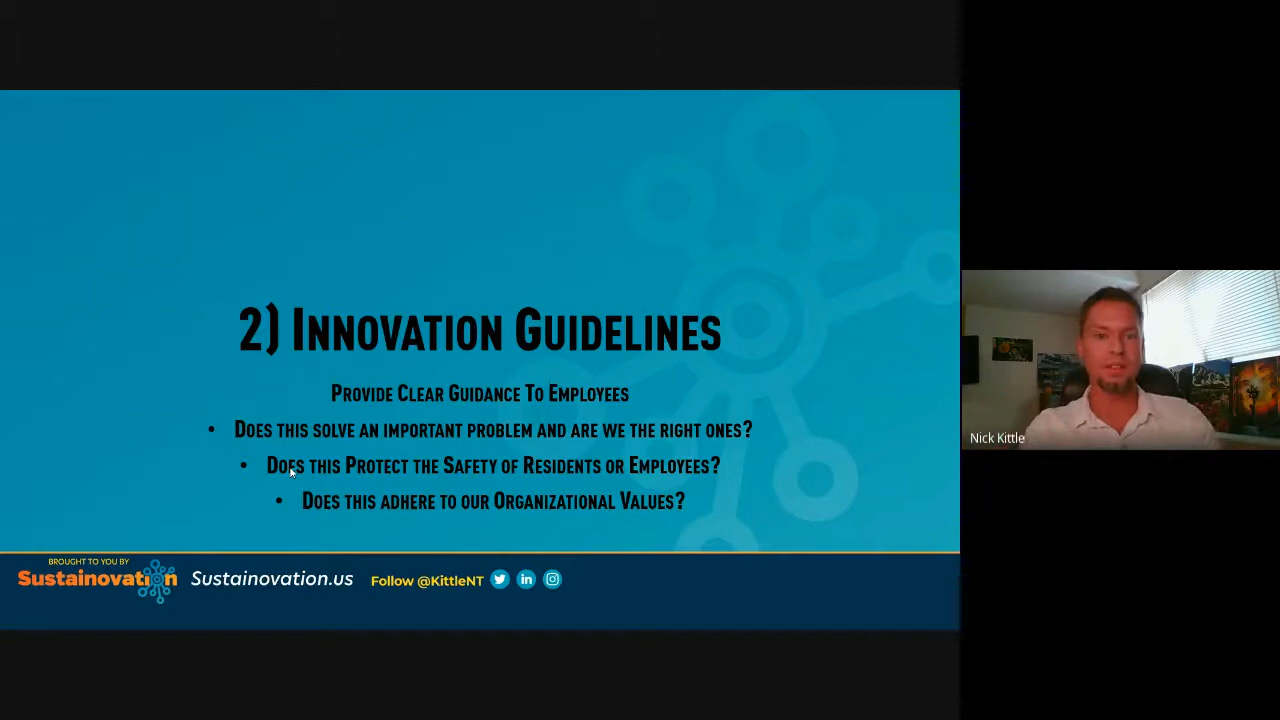 2) Innovation Guidelines
Provide Clear Guidance To Employees
• Does this solve an important problem and are we the right ones?
• Does this Protect the Safety of Residents or Employees?
• Does this adhere to our Organizational Values?
Nick Kittle
BROUGHT TO YOU BY
Sustainovation
Sustainovation.us
Follow @KittleNT